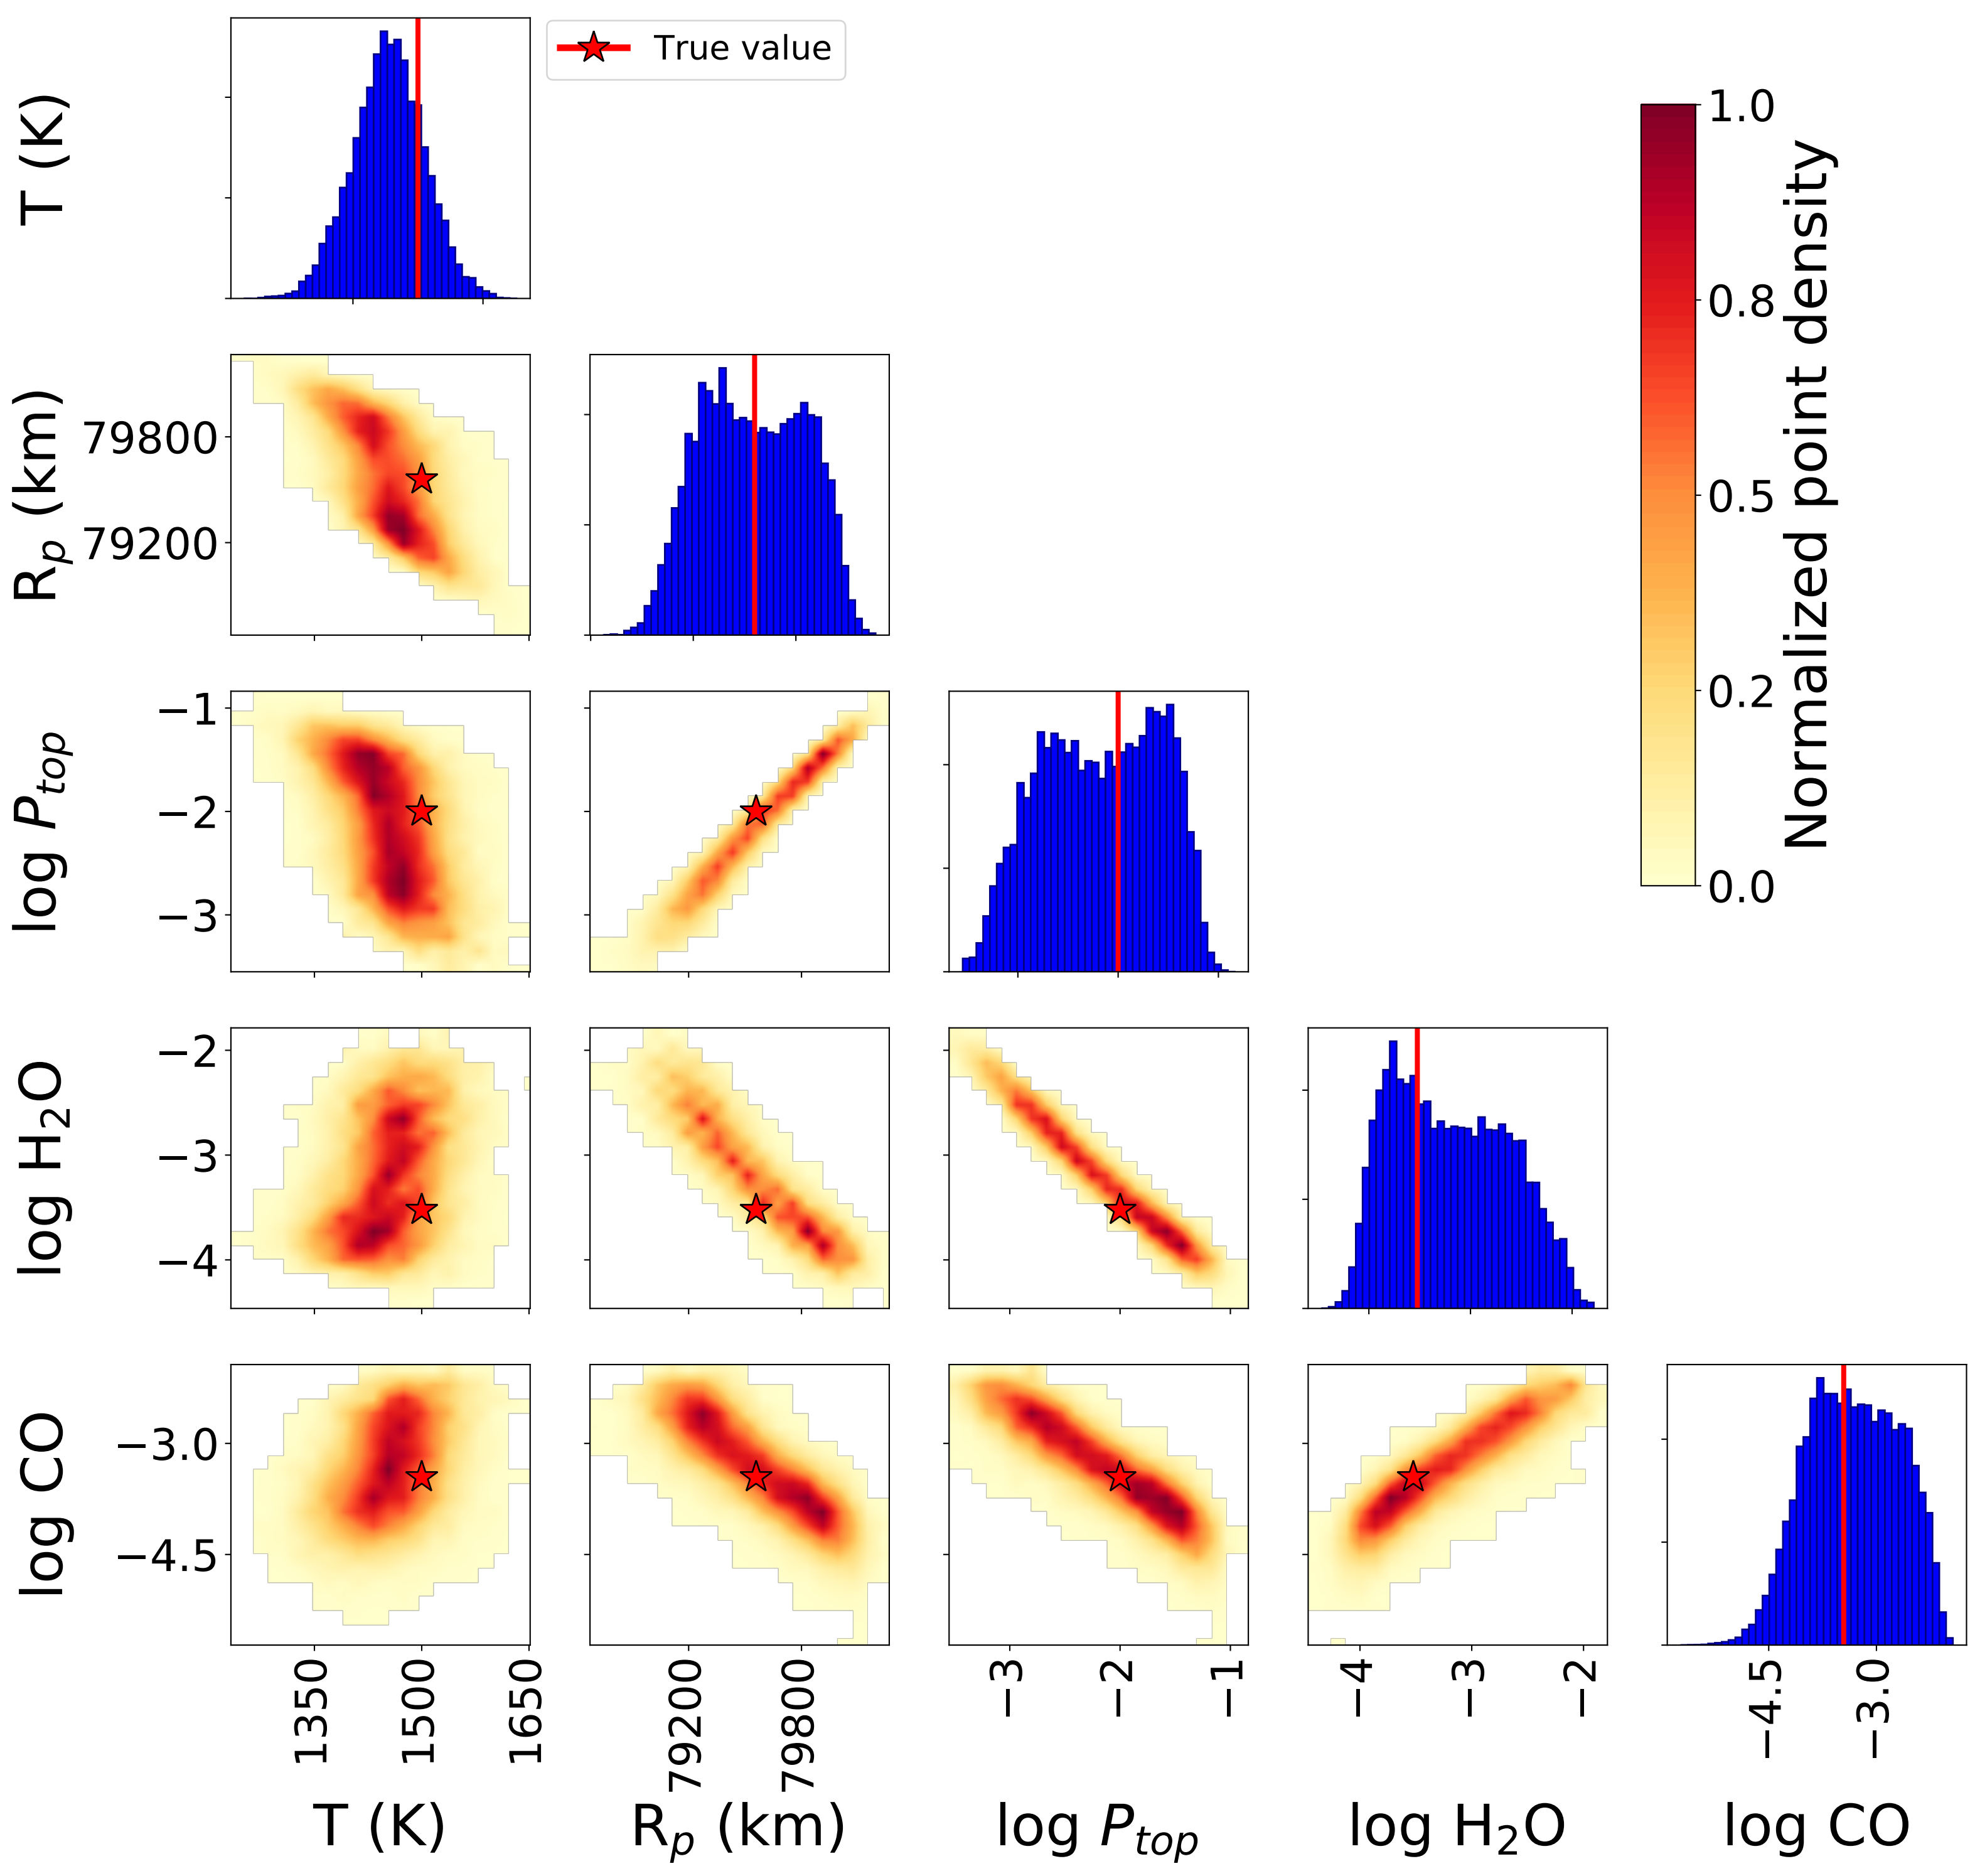 True value
T (K)
1.0
0.8
0.5
0.2
0.0
Normalized point density
R_p (km)
79800
79200
log P_top
−1
−2
−3
log H₂O
−2
−3
−4
log CO
−3.0
−4.5
1350
1500
1650
79200
79800
−3
−2
−1
−4
−3
−2
−4.5
−3.0
T (K)
R_p (km)
log P_top
log H₂O
log CO